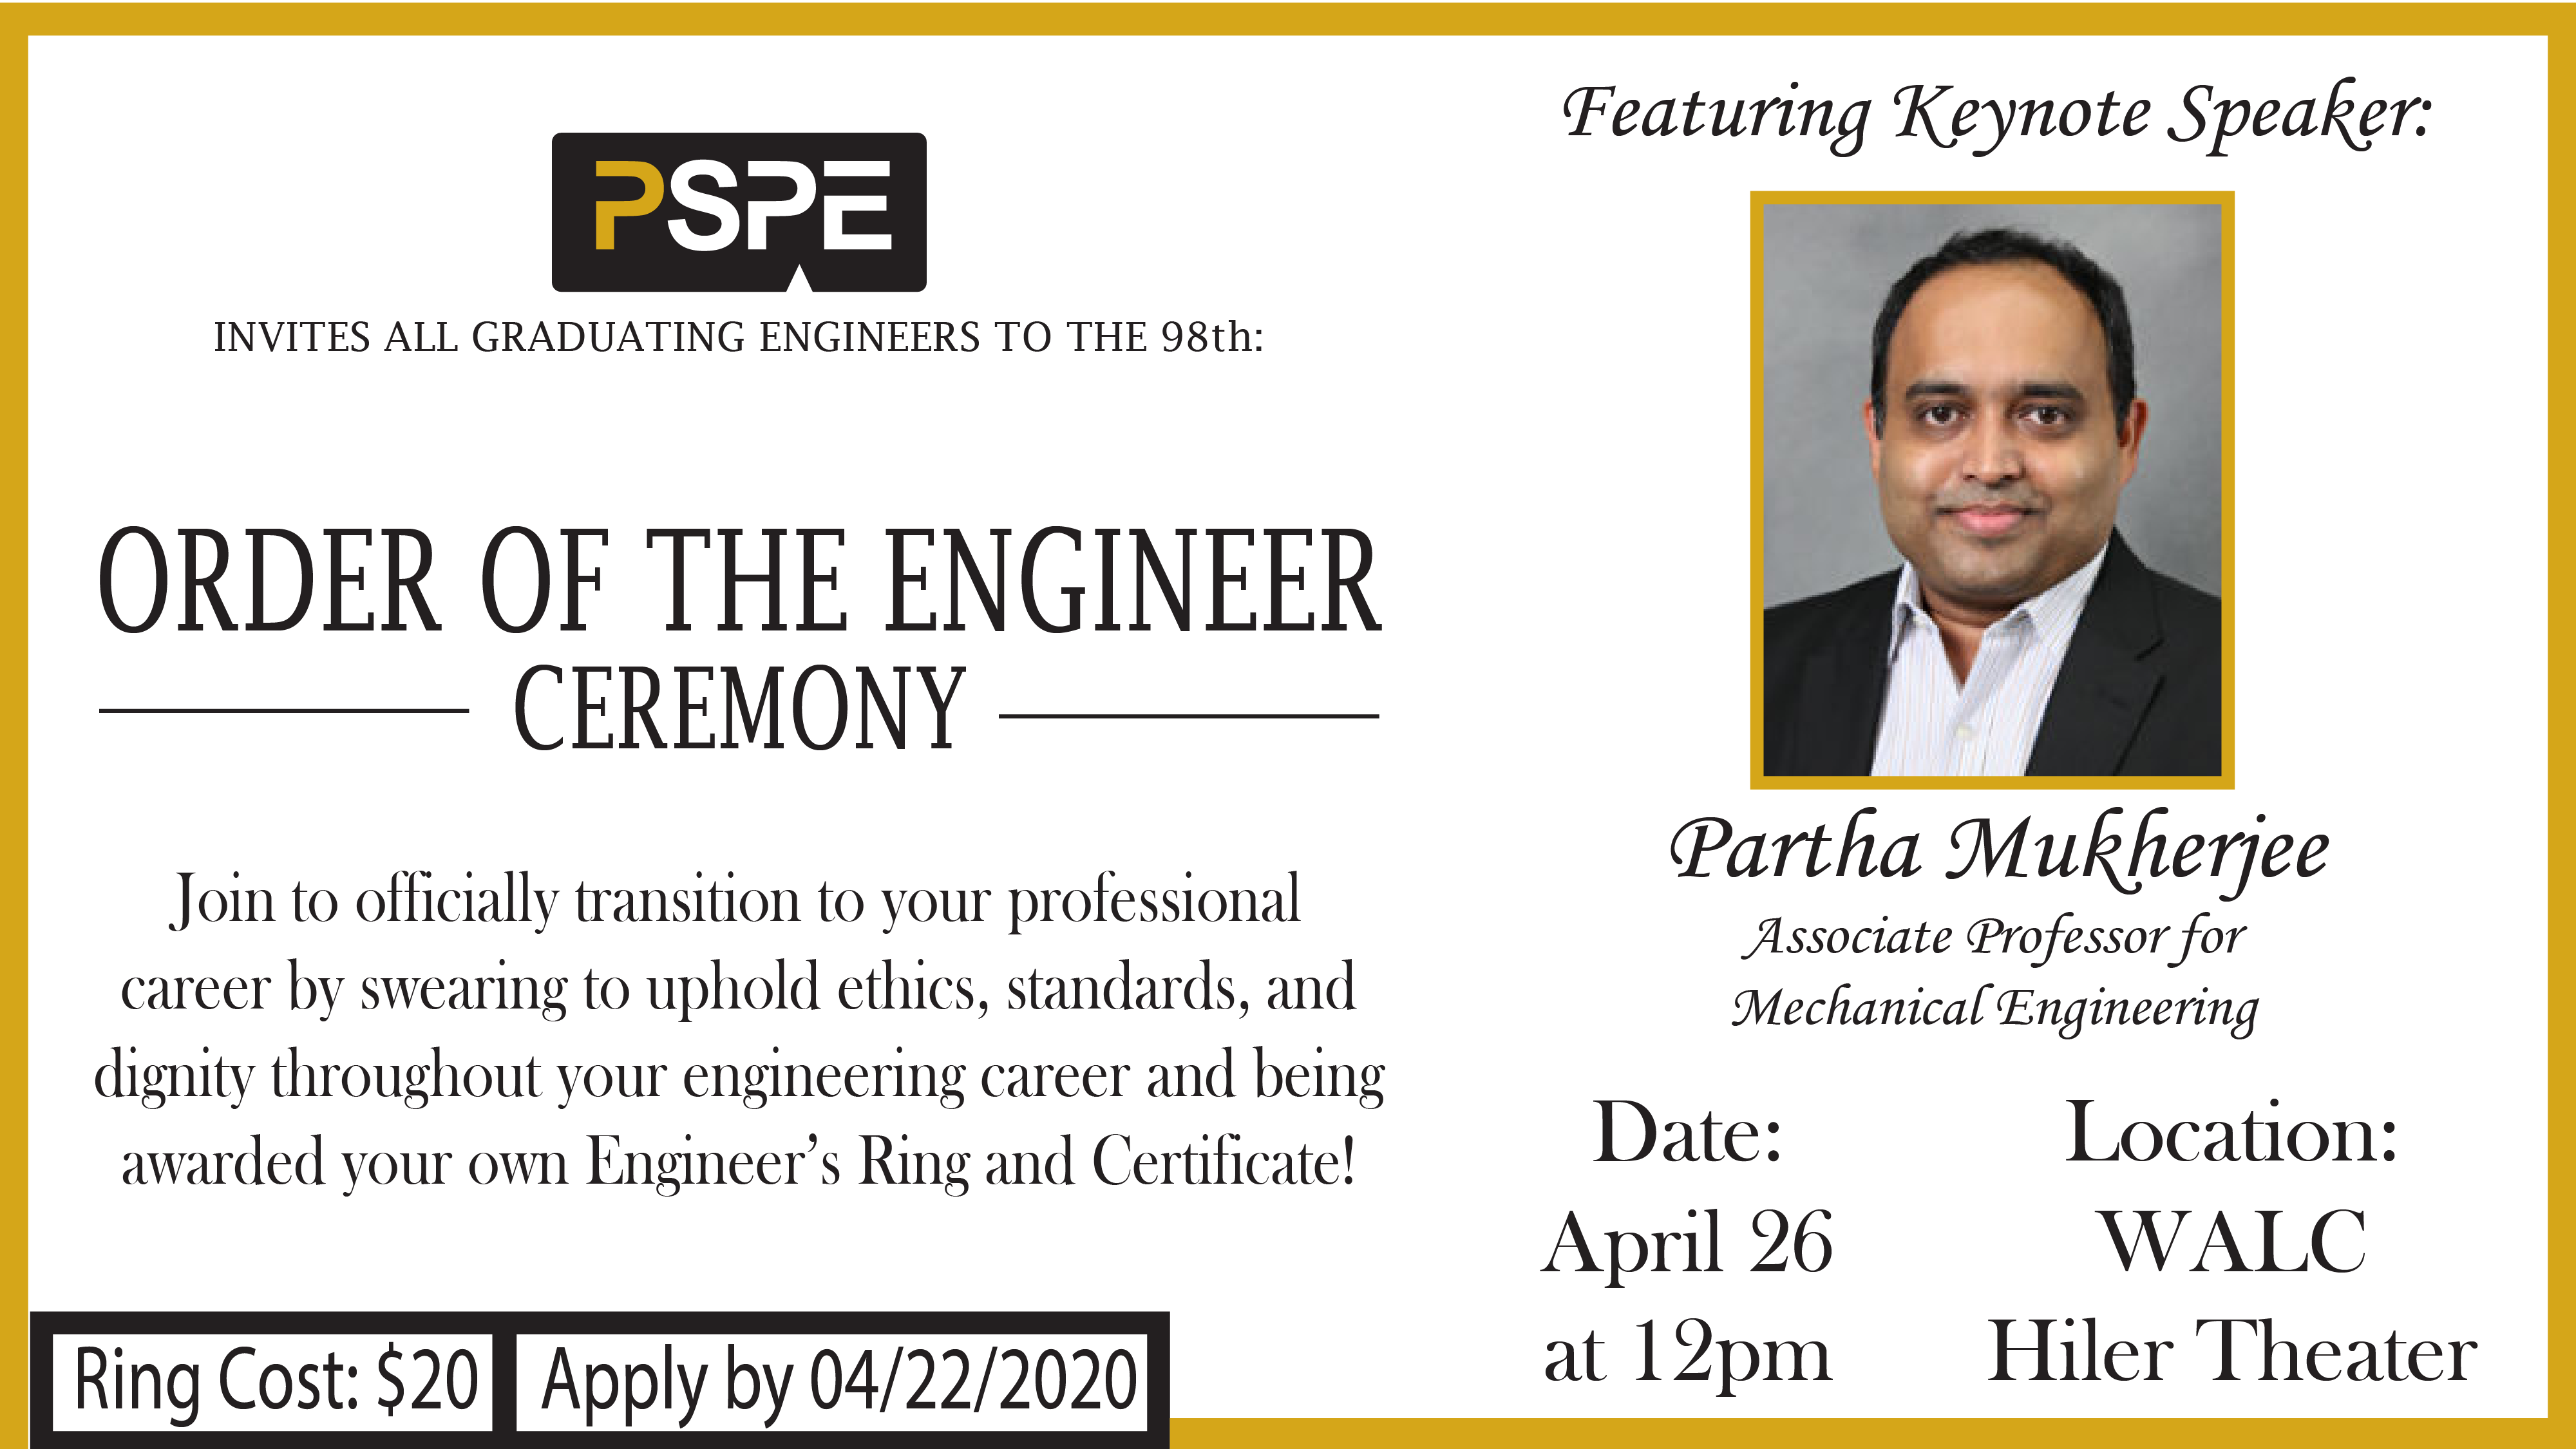 PSPE
INVITES ALL GRADUATING ENGINEERS TO THE 98th:
ORDER OF THE ENGINEER
CEREMONY
Join to officially transition to your professional
career by swearing to uphold ethics, standards, and
dignity throughout your engineering career and being
awarded your own Engineer’s Ring and Certificate!
Ring Cost: $20
Apply by 04/22/2020
Featuring Keynote Speaker:
Partha Mukherjee
Associate Professor for
Mechanical Engineering
Date:
April 26
at 12pm
Location:
WALC
Hiler Theater